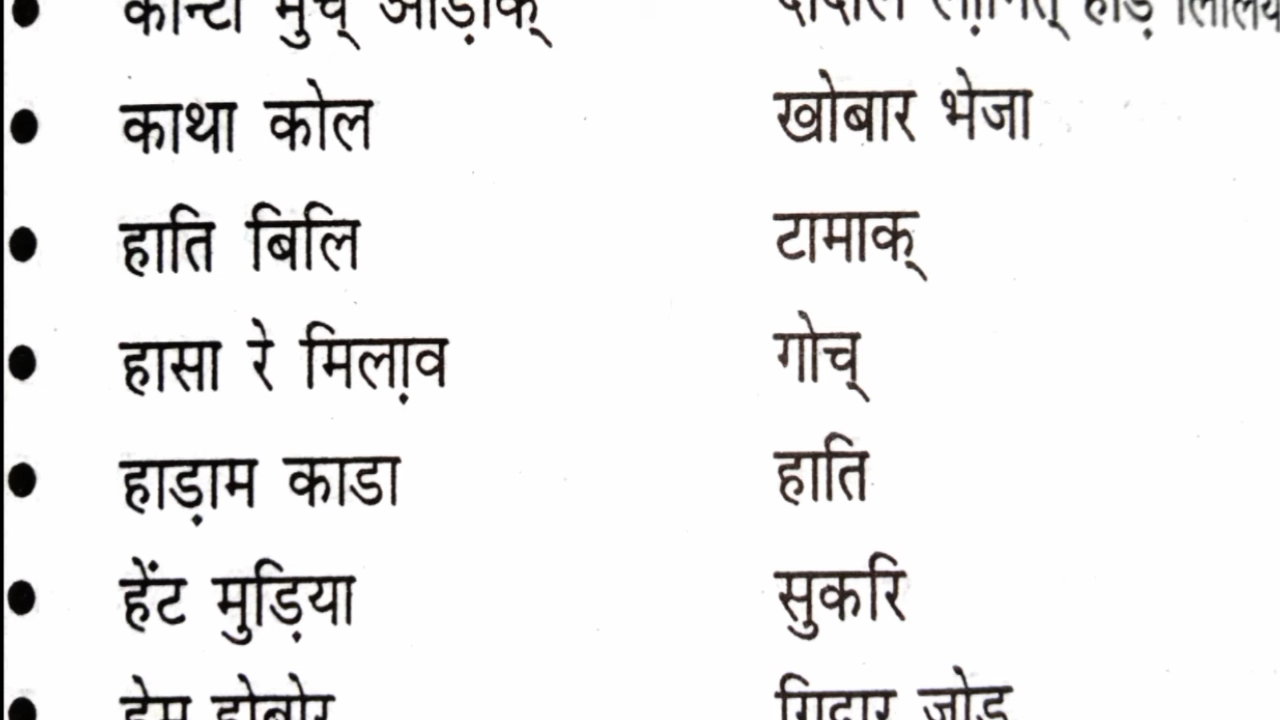 काथा कोल खोबार भेजा
हाति बिलि टामाक्
हासा रे मिला़व गोच्
हाड़ाम काडा हाति
हेंट मुड़िया सुकरि